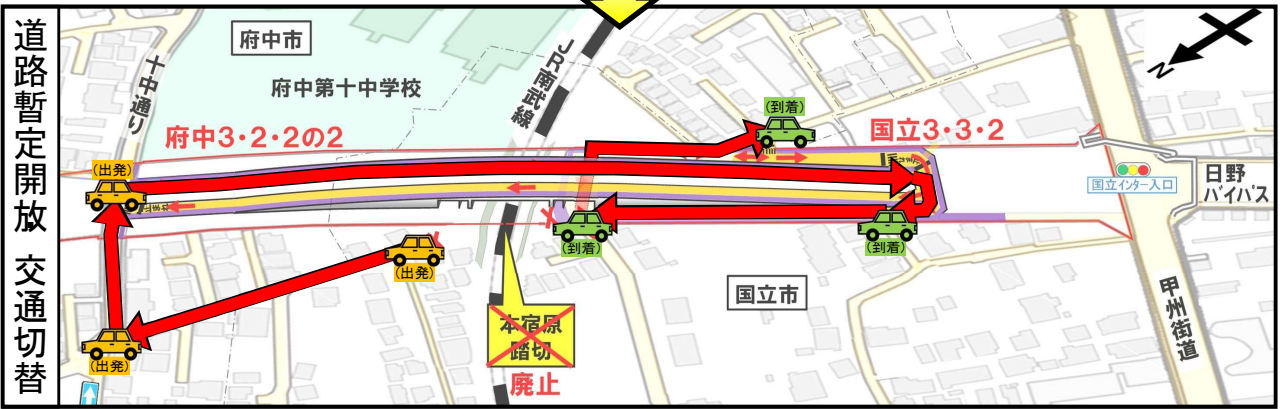 道路暫定開放 交通切替
府中市
十中通り
府中第十中学校
JR南武線
府中3・2・2の2
国立3・3・2
(到着)
(出発)
(到着)
(到着)
(出発)
(出発)
国立インター入口
日野
バイパス
国立市
甲州街道
本宿原
踏切
廃止
N